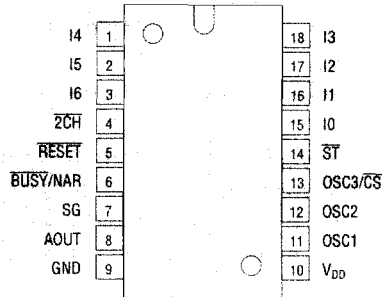 I4 1 18 I3
I5 2 17 I2
I6 3 16 I1
2CH 4 15 I0
RESET 5 14 ST
BUSY/NAR 6 13 OSC3/CS
SG 7 12 OSC2
AOUT 8 11 OSC1
GND 9 10 VDD